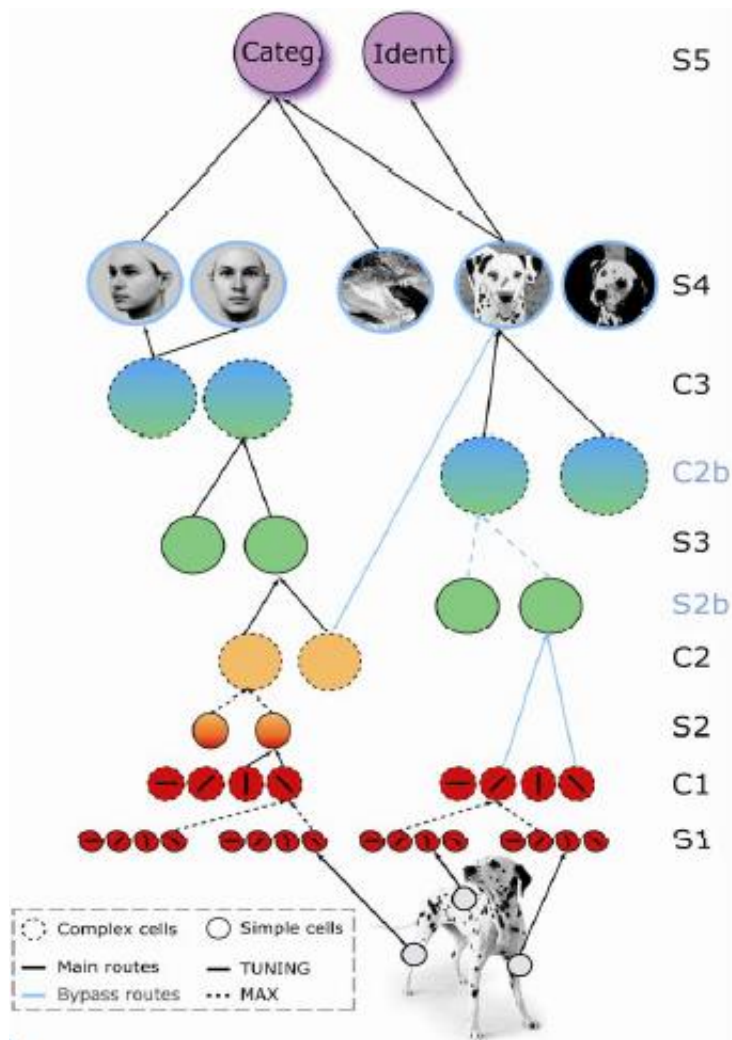 Categ.
Ident.
S5
S4
C3
C2b
S3
S2b
C2
S2
C1
S1
Complex cells
Simple cells
Main routes
TUNING
Bypass routes
MAX